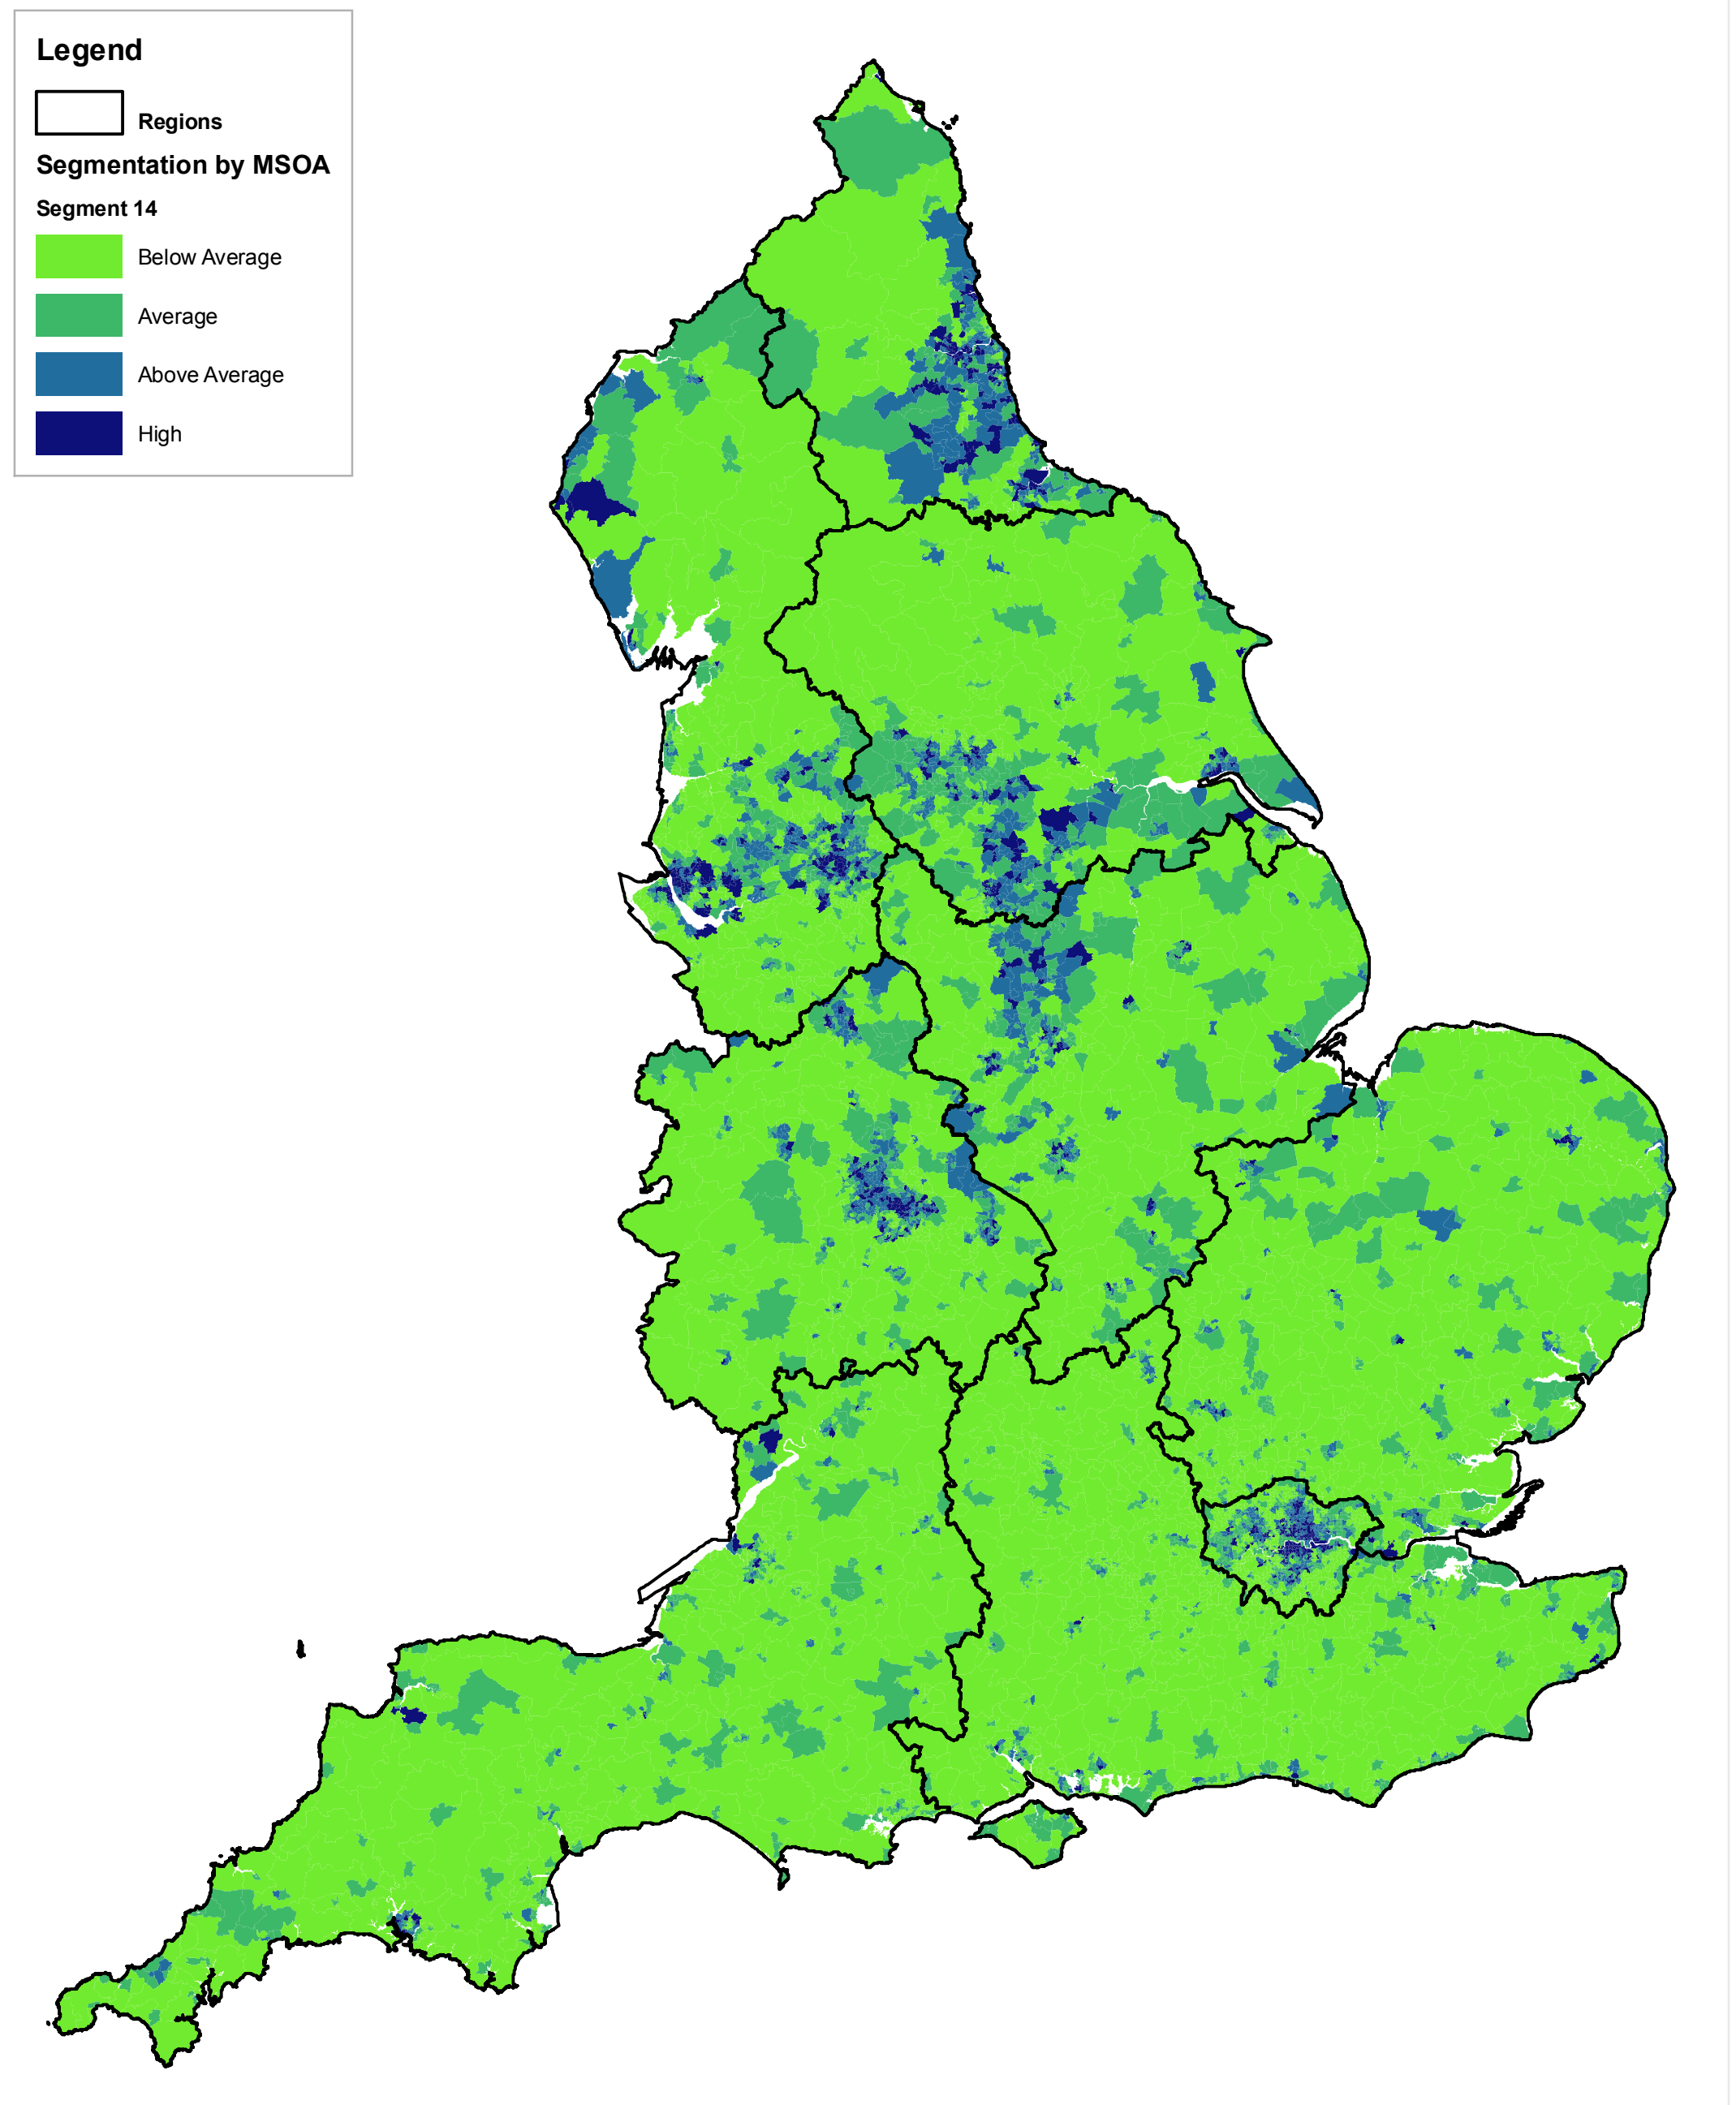 Legend
Regions
Segmentation by MSOA
Segment 14
Below Average
Average
Above Average
High